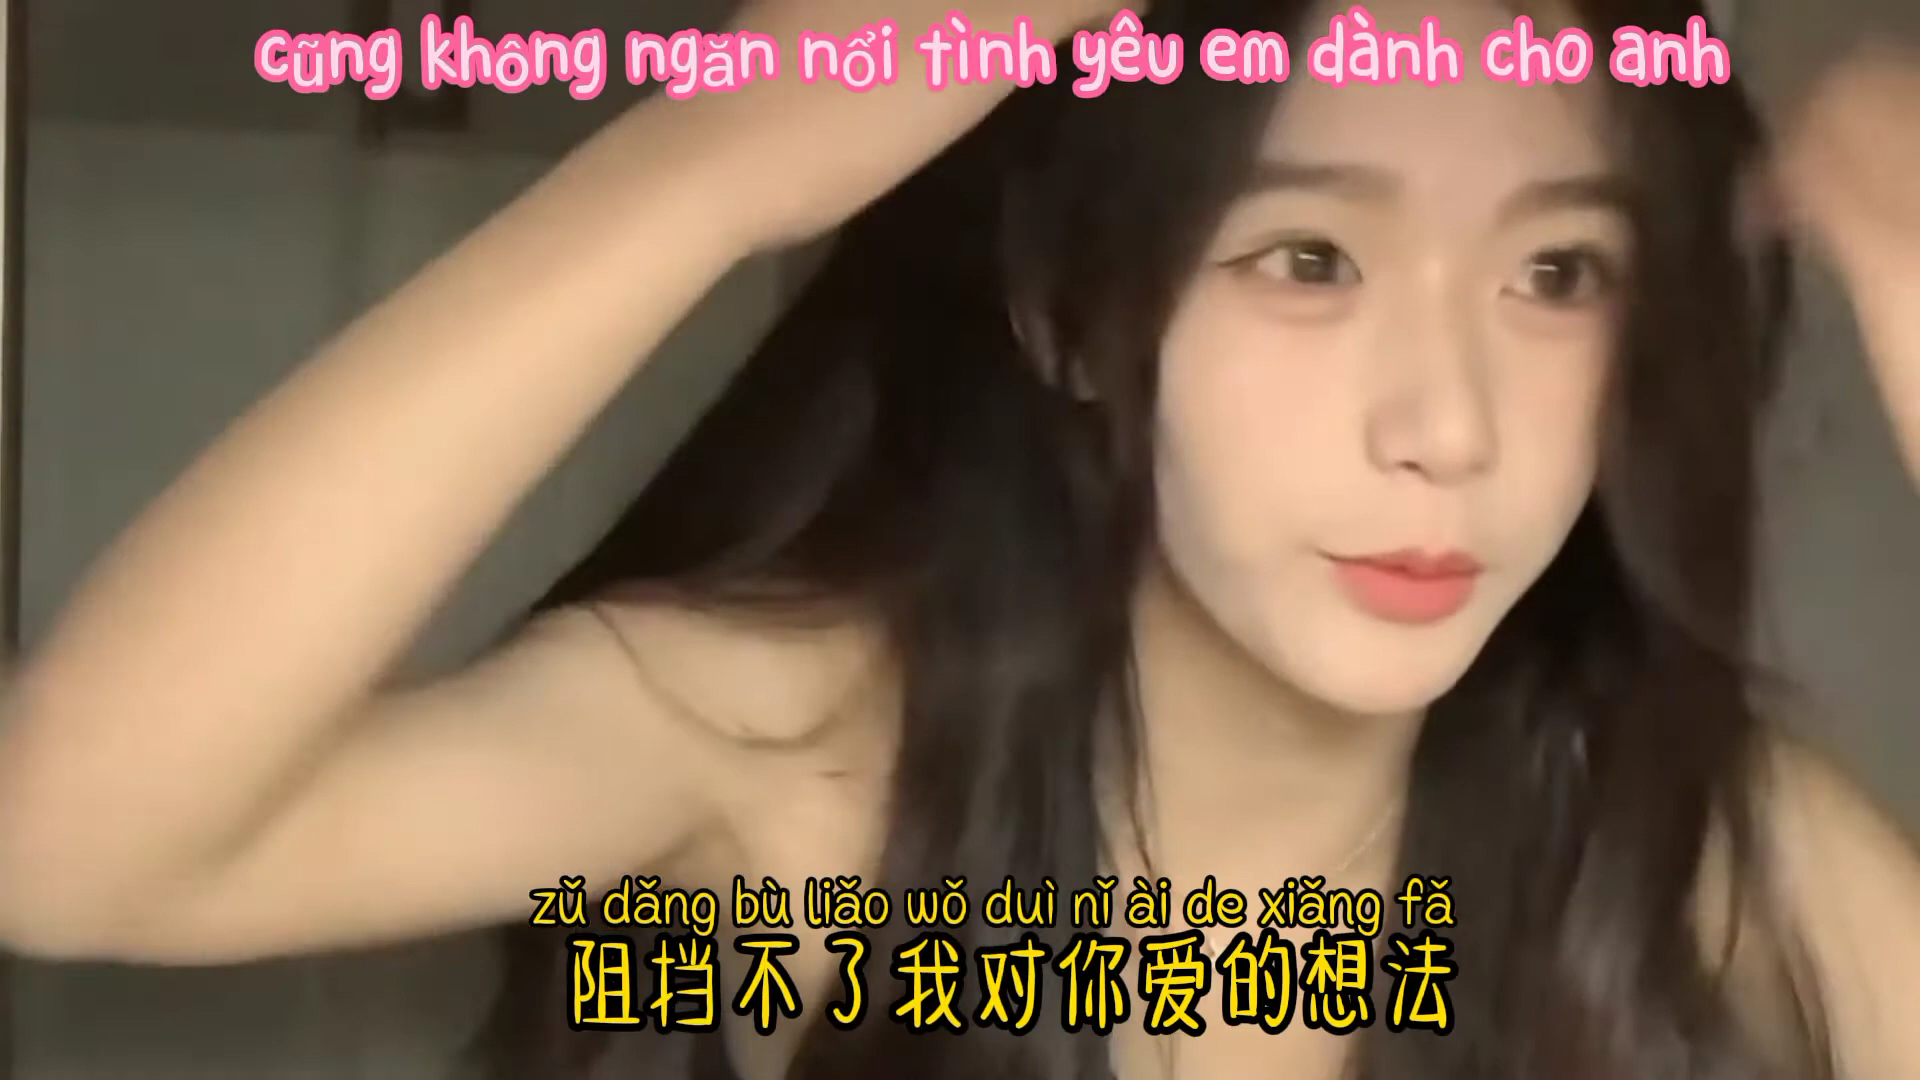 cũng không ngăn nổi tình yêu em dành cho anh
zǔ dǎng bù liǎo wǒ duì nǐ ài de xiǎng fǎ
阻挡不了我对你爱的想法